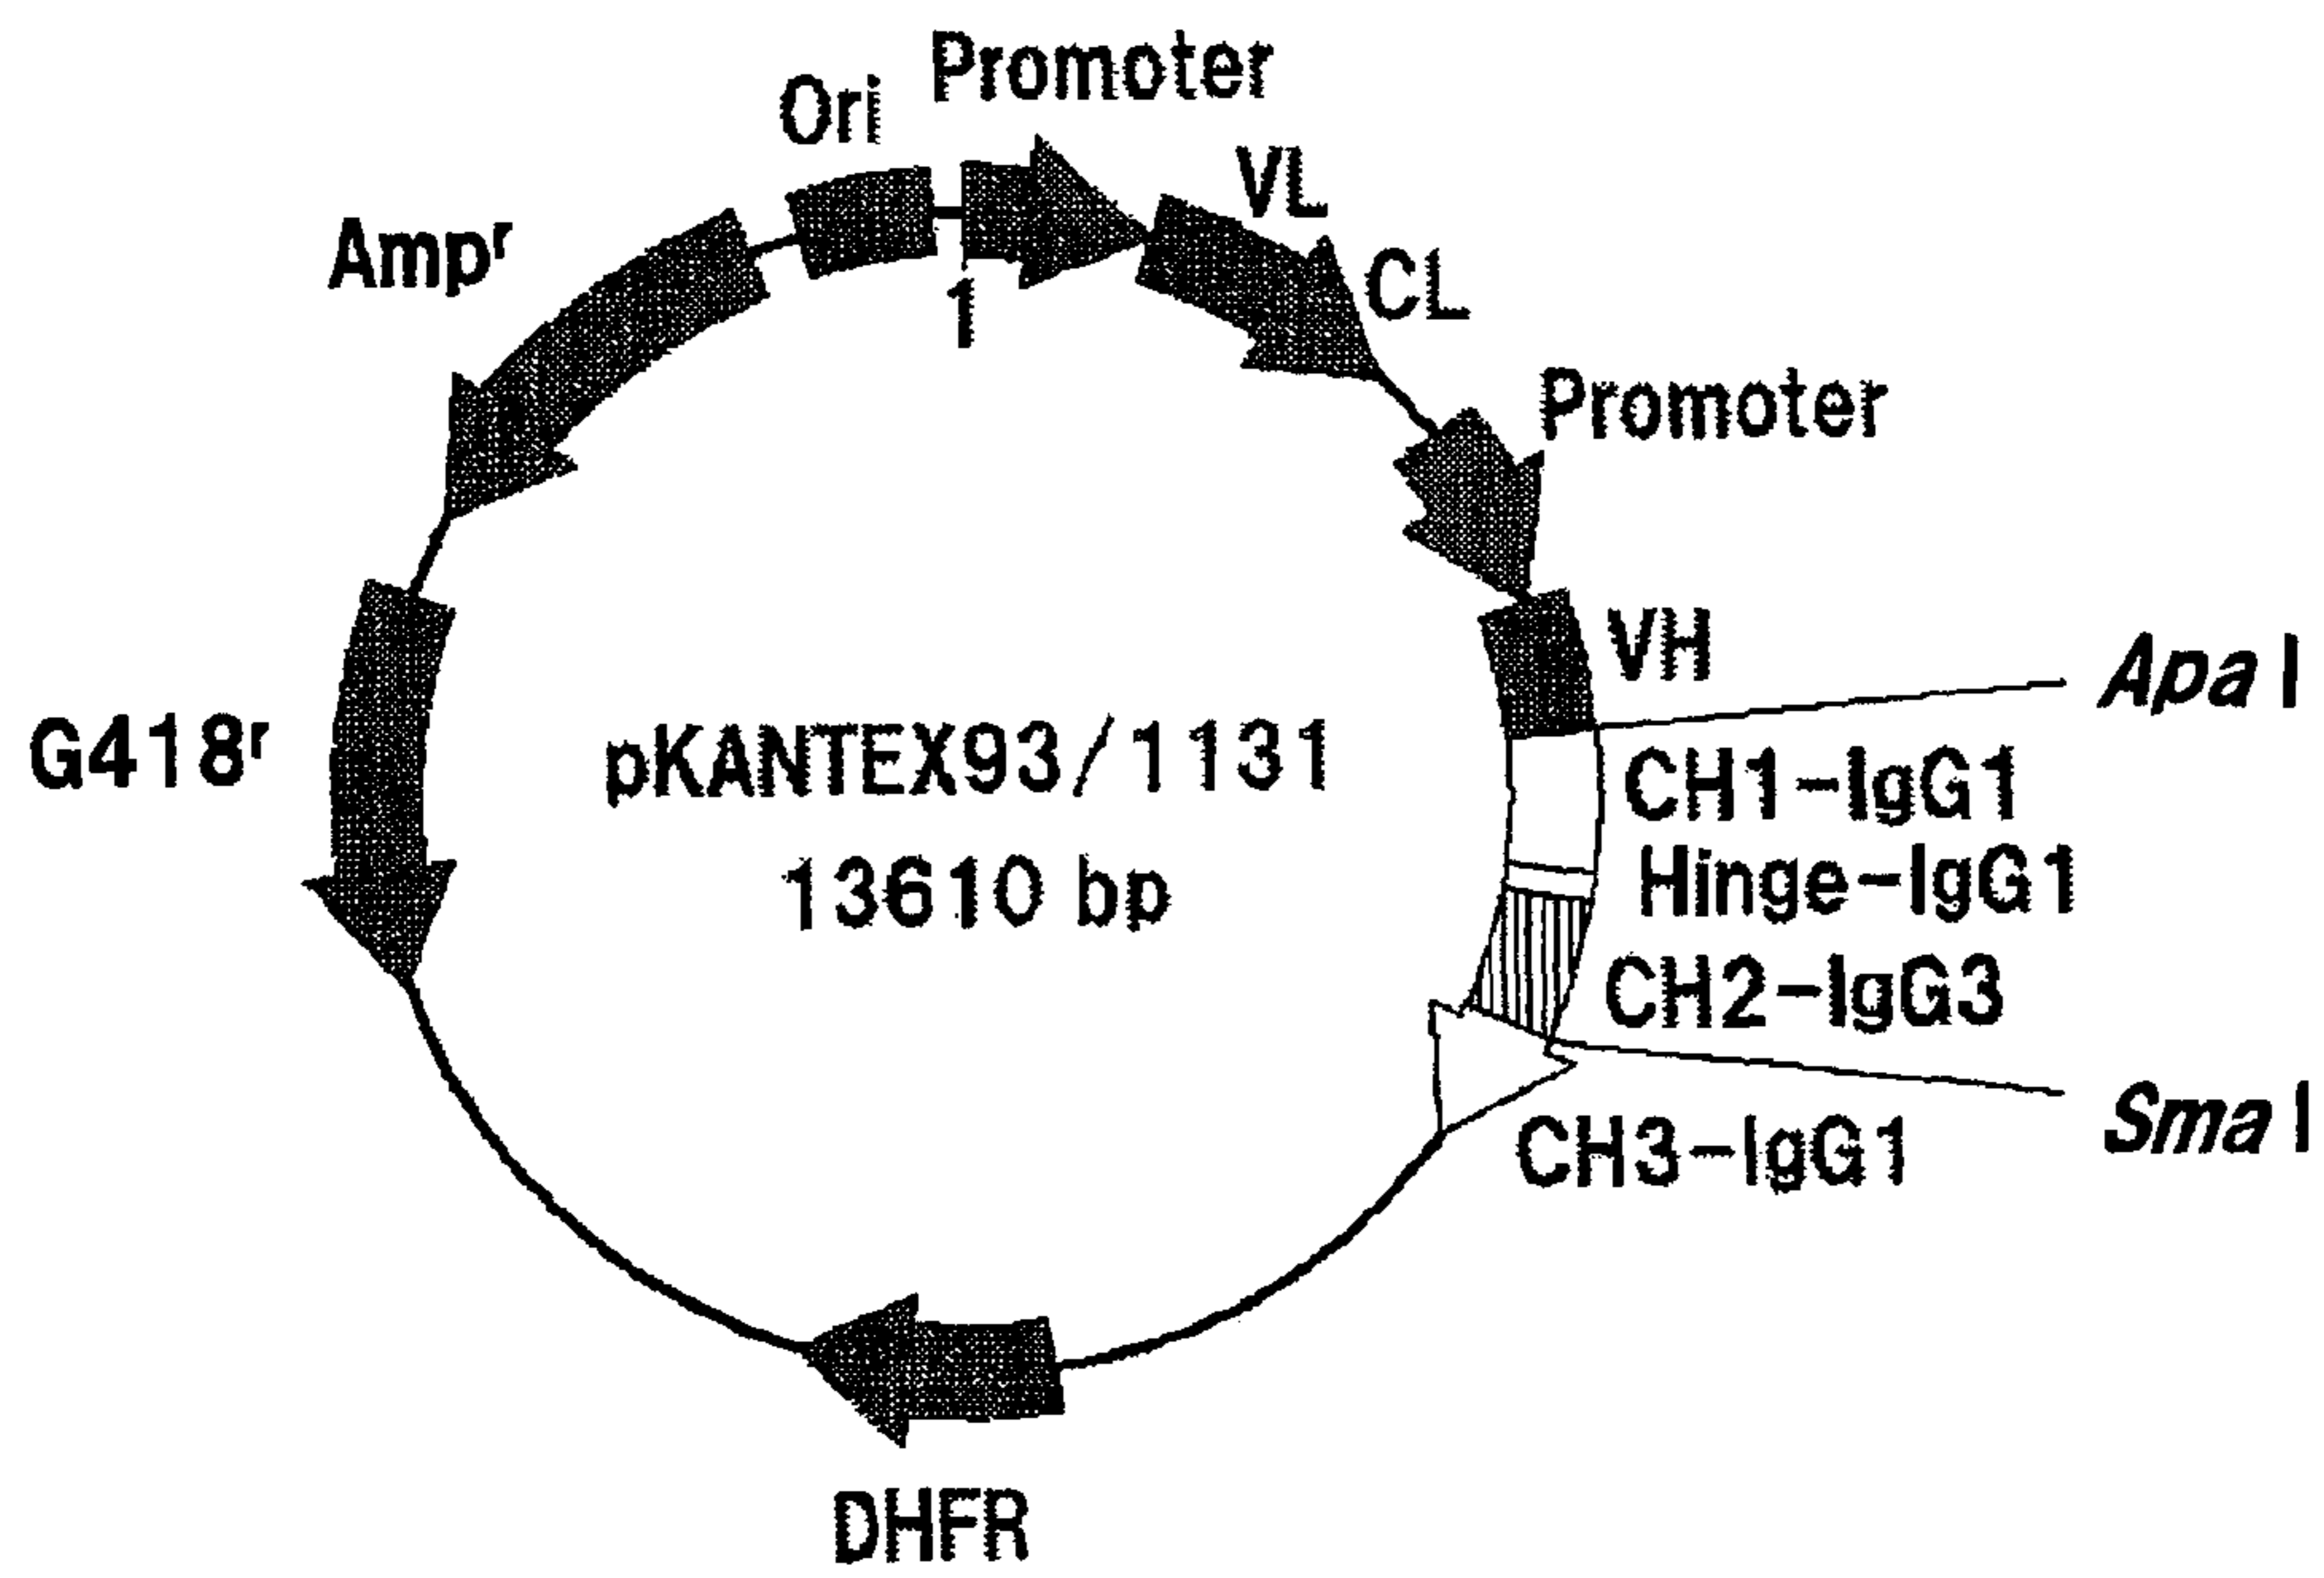 Promoter
Ori
VL
Ampʳ
CL
Promoter
1
VH
Apa I
G418ʳ
pKANTEX93/1131
13610 bp
CH1-IgG1
Hinge-IgG1
CH2-IgG3
Sma I
CH3-IgG1
DHFR